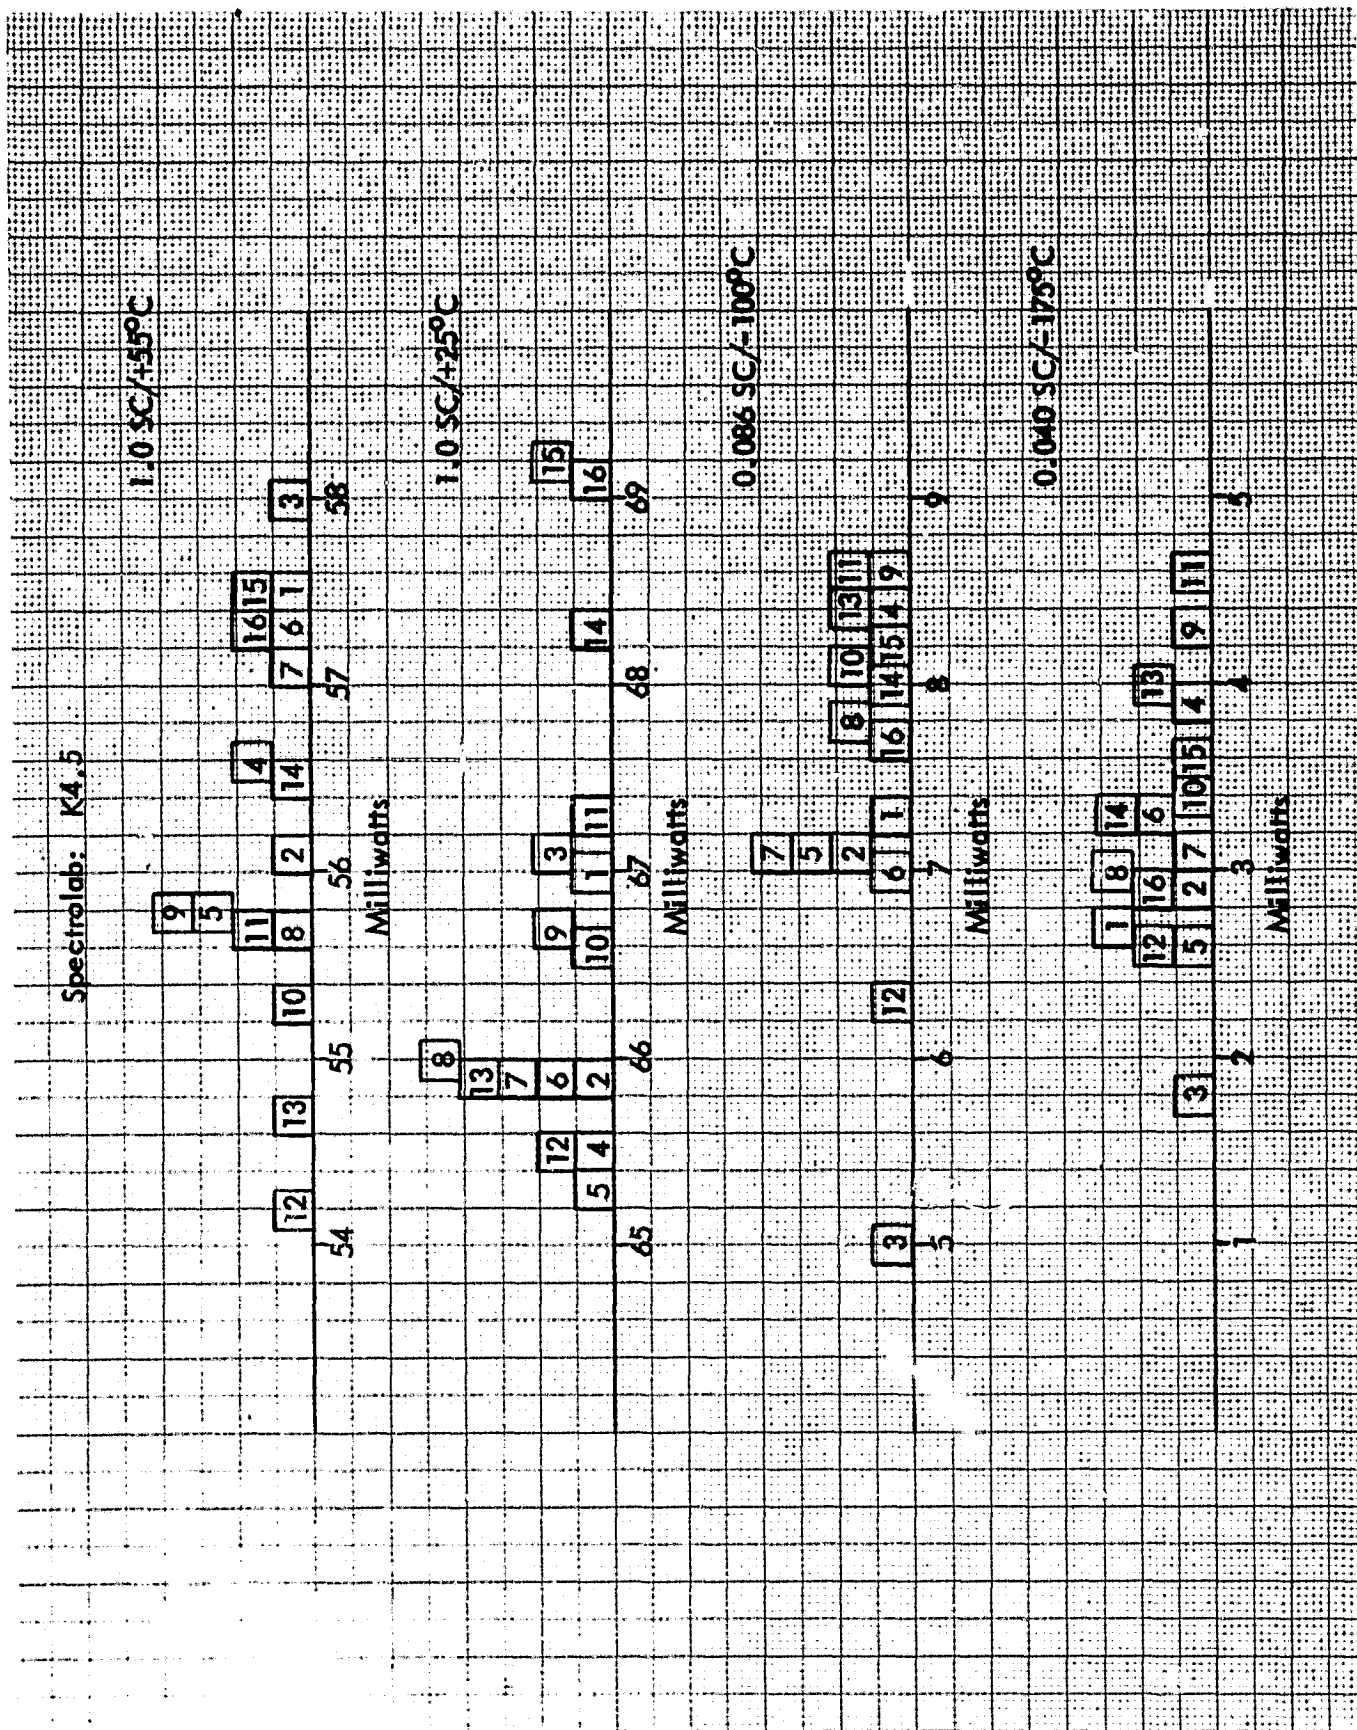 Spectrolab: K4.5
1.0 SC/+55°C
9
5
11 4 16 15
12 13 10 8 2 14 7 6 1 3
54 55 56 57 58
Milliwatts
1.0 SC/+25°C
8
13
7
12 6 9 3 15
5 4 2 10 1 11 14 16
65 66 67 68 69
Milliwatts
0.086 SC/-100°C
7
5
2 8 10 13 11
3 12 6 1 16 14 15 4 9
5 6 7 8 9
Milliwatts
0.040 SC/-175°C
1 8 14
12 16 6 13
3 5 2 7 10 15 4 9 11
1 2 3 4 5
Milliwatts